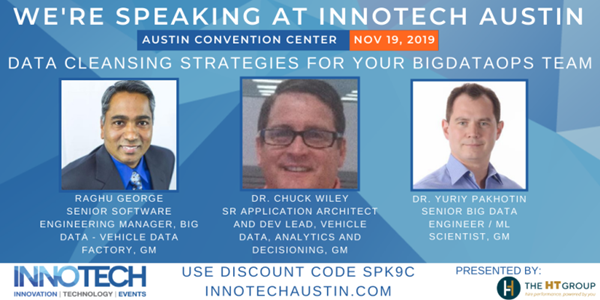 WE'RE SPEAKING AT INNOTECH AUSTIN
AUSTIN CONVENTION CENTER NOV 19, 2019
DATA CLEANSING STRATEGIES FOR YOUR BIGDATAOPS TEAM
RAGHU GEORGE
SENIOR SOFTWARE
ENGINEERING MANAGER, BIG
DATA - VEHICLE DATA
FACTORY, GM
DR. CHUCK WILEY
SR APPLICATION ARCHITECT
AND DEV LEAD, VEHICLE
DATA, ANALYTICS AND
DECISIONING, GM
DR. YURIY PAKHOTIN
SENIOR BIG DATA
ENGINEER / ML
SCIENTIST, GM
INNOTECH
INNOVATION | TECHNOLOGY | EVENTS
USE DISCOUNT CODE SPK9C
INNOTECHAUSTIN.COM
PRESENTED BY:
H
THE HT GROUP